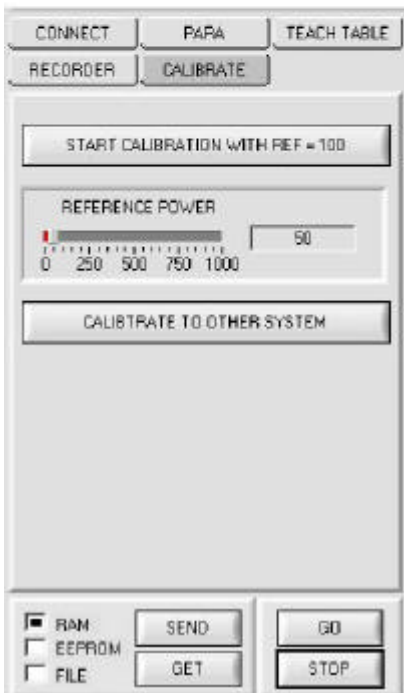 CONNECT PARA TEACH TABLE
RECORDER CALIBRATE
START CALIBRATION WITH REF = 100
REFERENCE POWER
50
0 250 500 750 1000
CALIBTRATE TO OTHER SYSTEM
RAM SEND GO
EEPROM
FILE GET STOP